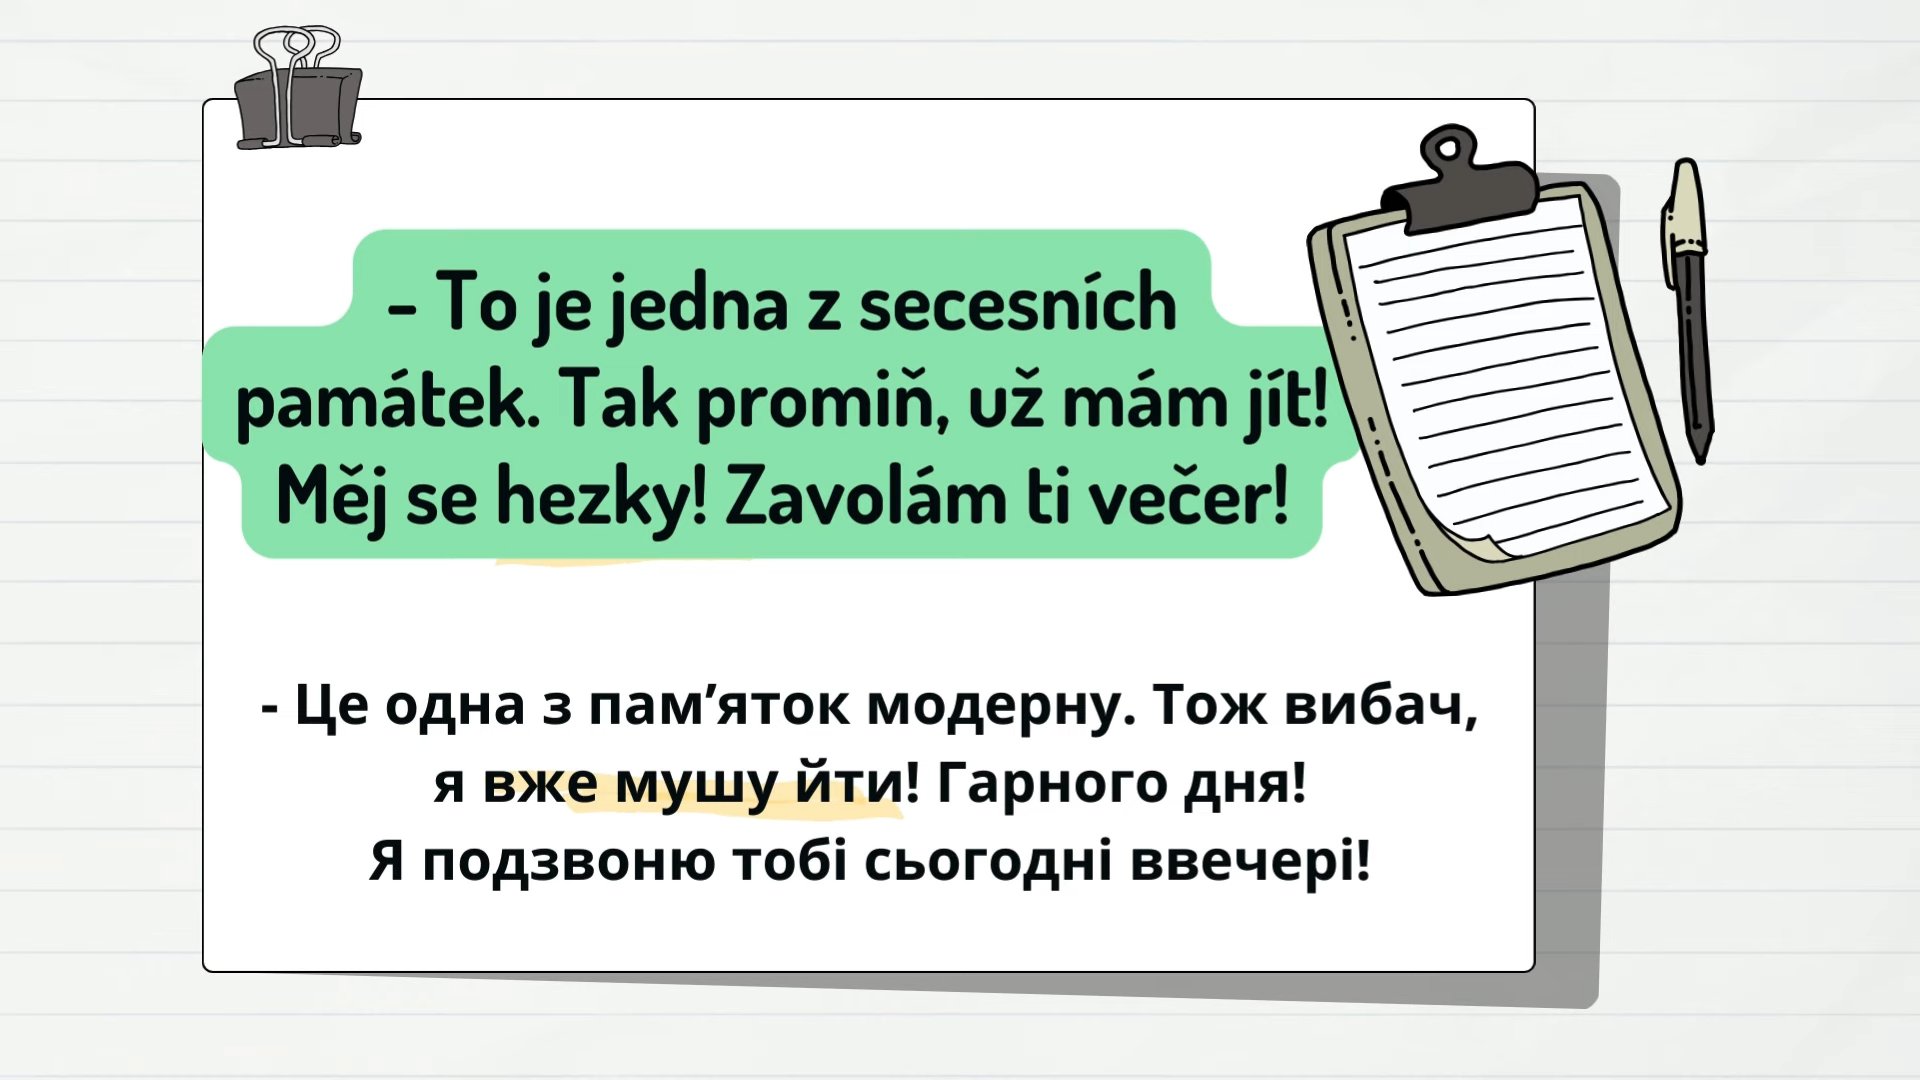 - To je jedna z secesních
památek. Tak promiň, už mám jít!
Měj se hezky! Zavolám ti večer!
- Це одна з пам’яток модерну. Тож вибач,
я вже мушу йти! Гарного дня!
Я подзвоню тобі сьогодні ввечері!